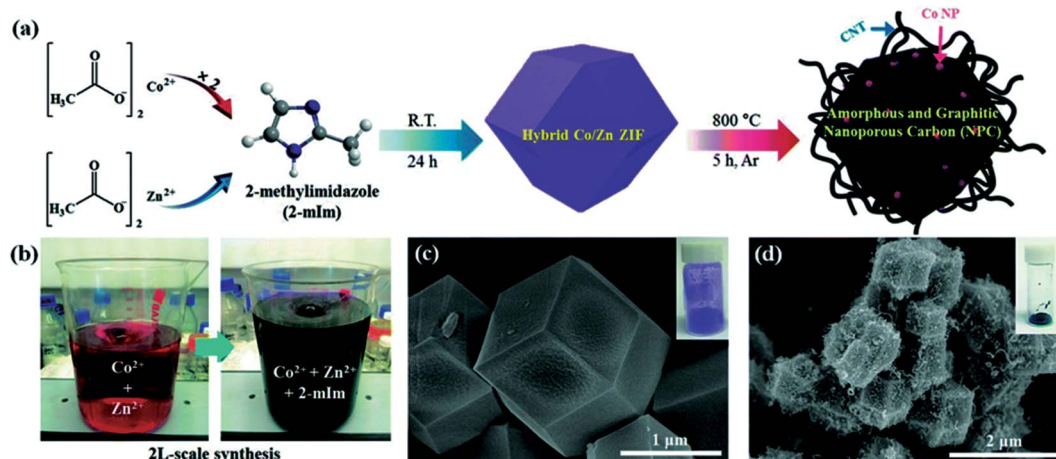 (a)
O
H₃C
O⁻
2
Co²⁺
× 2
O
H₃C
O⁻
2
Zn²⁺
2-methylimidazole
(2-mIm)
R.T.
24 h
Hybrid Co/Zn ZIF
800 °C
5 h, Ar
CNT
Co NP
Amorphous and Graphitic
Nanoporous Carbon (NPC)
(b)
Co²⁺
+
Zn²⁺
Co²⁺ + Zn²⁺
+ 2-mIm
2L-scale synthesis
(c)
1 μm
(d)
2 μm